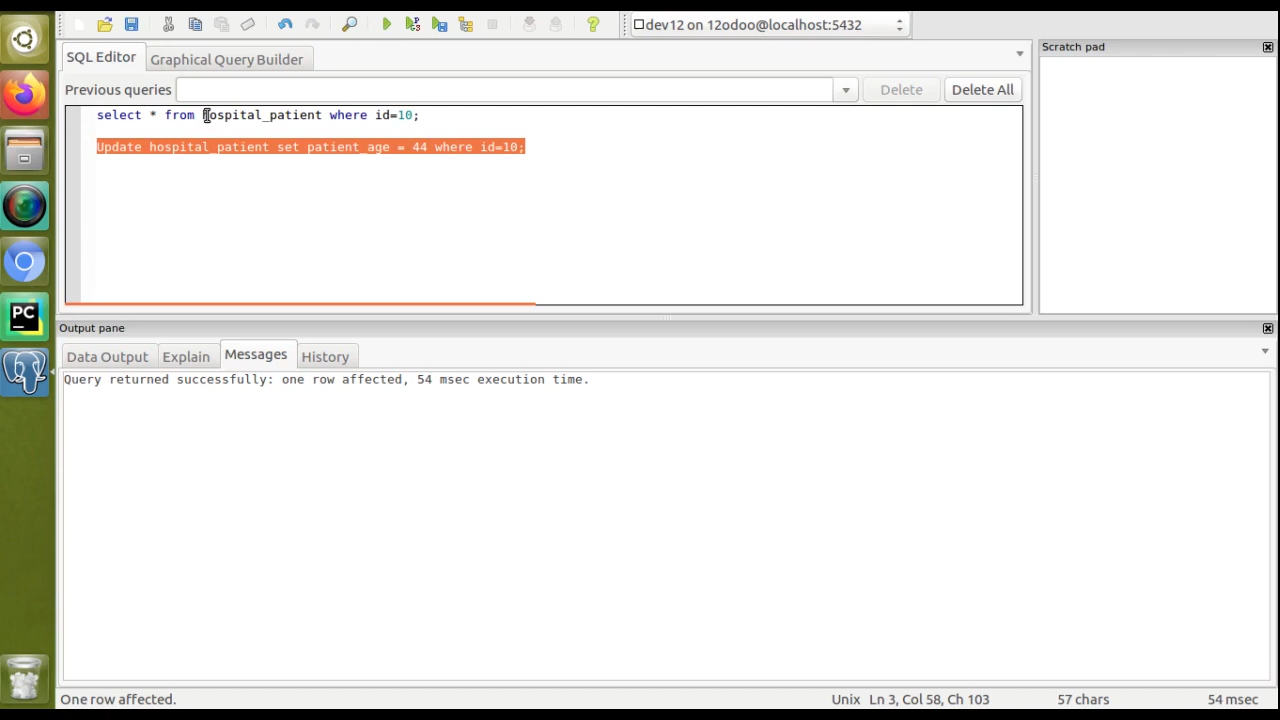 dev12 on 12odoo@localhost:5432
SQL Editor
Graphical Query Builder
Scratch pad
Previous queries
Delete
Delete All
select * from hospital_patient where id=10;
Update hospital_patient set patient_age = 44 where id=10;
Output pane
Data Output
Explain
Messages
History
Query returned successfully: one row affected, 54 msec execution time.
PC
One row affected.
Unix
Ln 3, Col 58, Ch 103
57 chars
54 msec